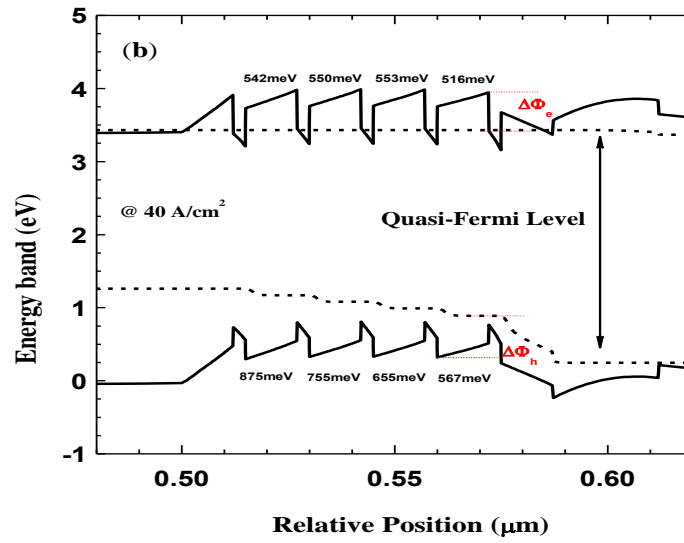 (b)
542meV 550meV 553meV 516meV
ΔΦe
@ 40 A/cm2
Quasi-Fermi Level
ΔΦh
875meV 755meV 655meV 567meV
5
4
3
2
1
0
-1
Energy band (eV)
0.50 0.55 0.60
Relative Position (μm)